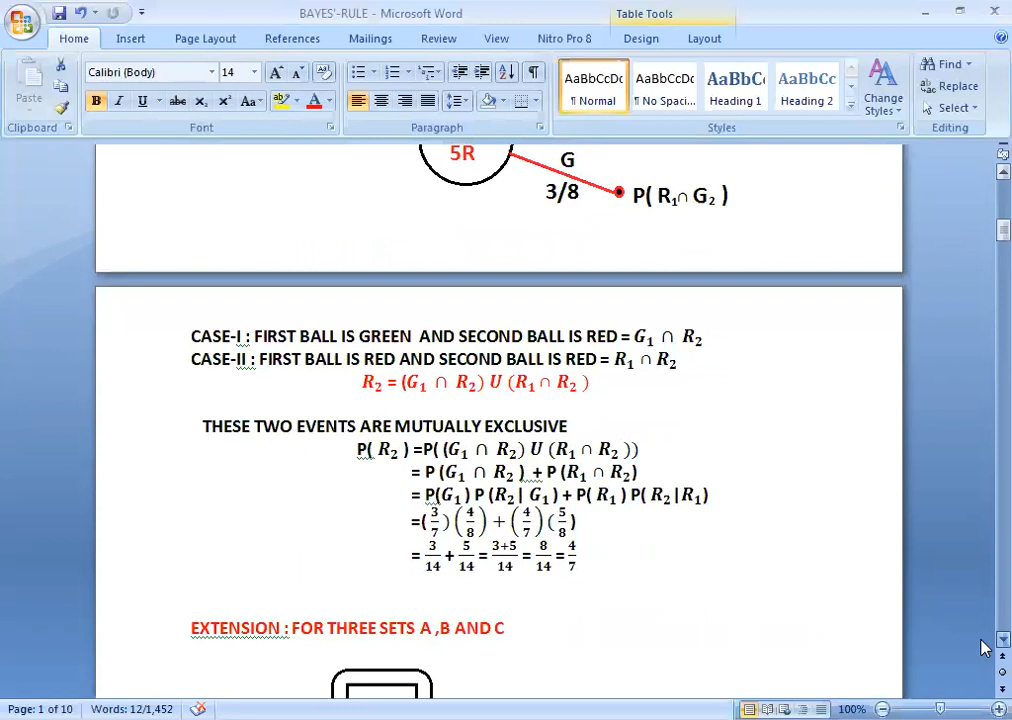 BAYES'-RULE - Microsoft Word
Table Tools
Home Insert Page Layout References Mailings Review View Nitro Pro 8 Design Layout
Paste
Calibri (Body) 14
B I U abc X₂ X² Aa A
AaBbCcDc AaBbCcDc AaBbC AaBbCc
¶ Normal ¶ No Spaci... Heading 1 Heading 2
Change Styles
Find
Replace
Select
Clipboard Font Paragraph Styles Editing
5R
G
3/8
P( R₁∩ G₂ )
CASE-I : FIRST BALL IS GREEN AND SECOND BALL IS RED = G₁ ∩ R₂
CASE-II : FIRST BALL IS RED AND SECOND BALL IS RED = R₁ ∩ R₂
R₂ = (G₁ ∩ R₂) U (R₁ ∩ R₂ )
THESE TWO EVENTS ARE MUTUALLY EXCLUSIVE
P( R₂ ) =P( (G₁ ∩ R₂) U (R₁ ∩ R₂ ))
= P (G₁ ∩ R₂ ) + P (R₁ ∩ R₂)
= P(G₁ ) P (R₂ | G₁ ) + P( R₁ ) P( R₂ |R₁)
=(3/7)(4/8) + (4/7)(5/8)
= 3/14 + 5/14 = 3+5/14 = 8/14 = 4/7
EXTENSION : FOR THREE SETS A ,B AND C
Page: 1 of 10 Words: 12/1,452 100%